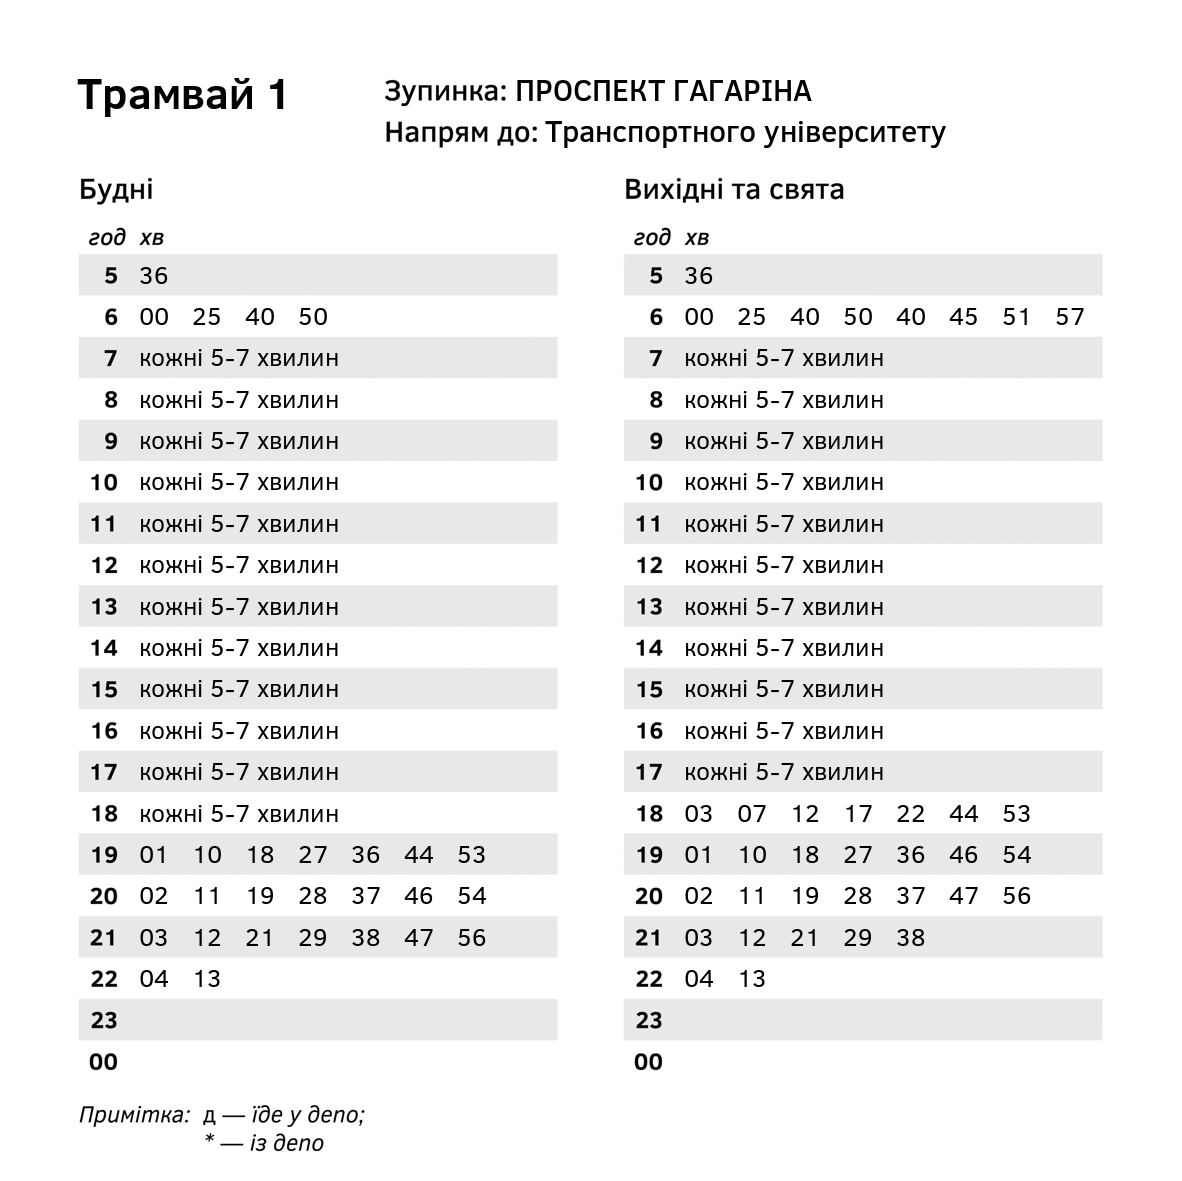 Трамвай 1
Зупинка: ПРОСПЕКТ ГАГАРІНА
Напрям до: Транспортного університету
Будні
год хв
5 36
6 00 25 40 50
7 кожні 5-7 хвилин
8 кожні 5-7 хвилин
9 кожні 5-7 хвилин
10 кожні 5-7 хвилин
11 кожні 5-7 хвилин
12 кожні 5-7 хвилин
13 кожні 5-7 хвилин
14 кожні 5-7 хвилин
15 кожні 5-7 хвилин
16 кожні 5-7 хвилин
17 кожні 5-7 хвилин
18 кожні 5-7 хвилин
19 01 10 18 27 36 44 53
20 02 11 19 28 37 46 54
21 03 12 21 29 38 47 56
22 04 13
23
00
Вихідні та свята
год хв
5 36
6 00 25 40 50 40 45 51 57
7 кожні 5-7 хвилин
8 кожні 5-7 хвилин
9 кожні 5-7 хвилин
10 кожні 5-7 хвилин
11 кожні 5-7 хвилин
12 кожні 5-7 хвилин
13 кожні 5-7 хвилин
14 кожні 5-7 хвилин
15 кожні 5-7 хвилин
16 кожні 5-7 хвилин
17 кожні 5-7 хвилин
18 03 07 12 17 22 44 53
19 01 10 18 27 36 46 54
20 02 11 19 28 37 47 56
21 03 12 21 29 38
22 04 13
23
00
Примітка: д — їде у депо;
* — із депо